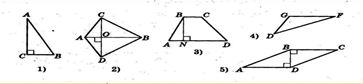 A
C B
1)
C
A O B
D
2)
B C
A N D
3)
4) G F
D
5) B C
A D